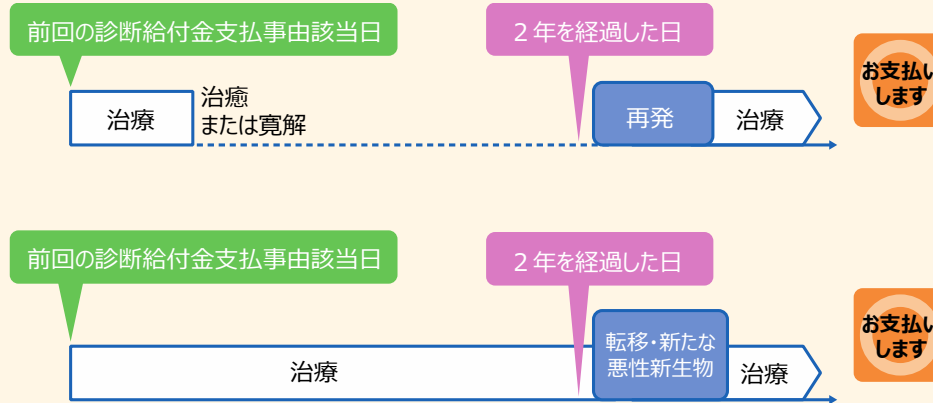 前回の診断給付金支払事由該当日
2年を経過した日
治療
治癒
または寛解
再発
治療
お支払い
します
前回の診断給付金支払事由該当日
2年を経過した日
治療
転移・新たな
悪性新生物
治療
お支払い
します